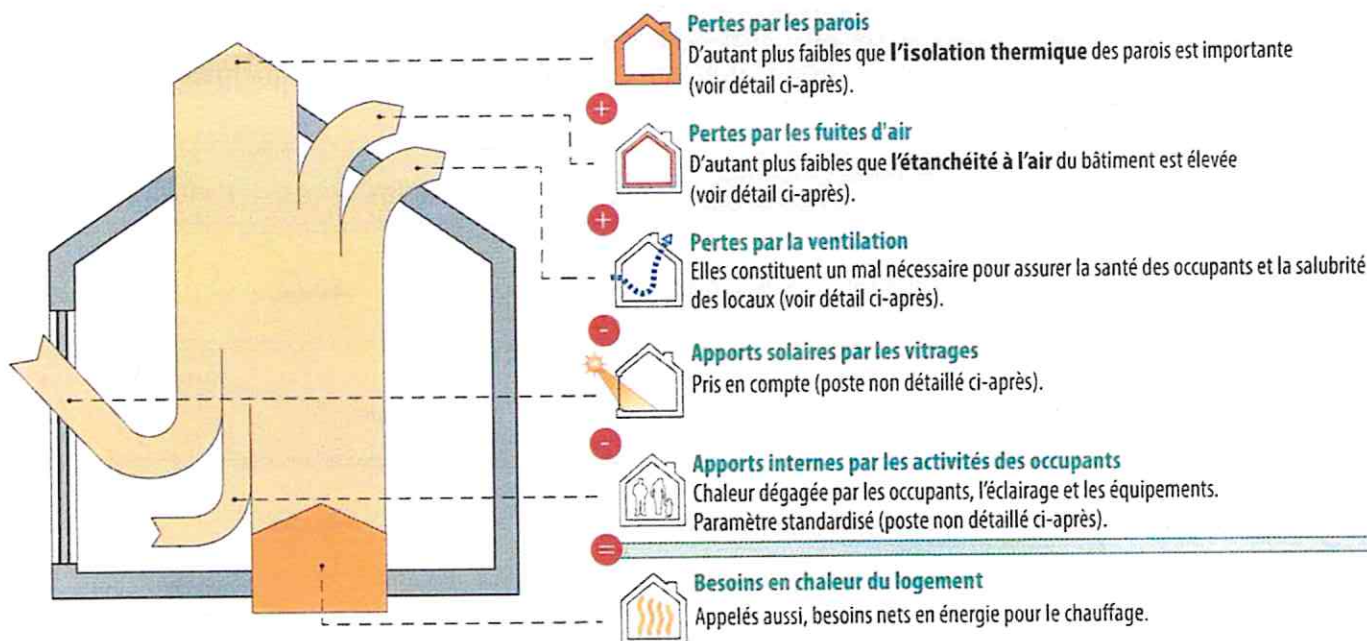 Pertes par les parois
D'autant plus faibles que l'isolation thermique des parois est importante
(voir détail ci-après).
+
Pertes par les fuites d'air
D'autant plus faibles que l'étanchéité à l'air du bâtiment est élevée
(voir détail ci-après).
+
Pertes par la ventilation
Elles constituent un mal nécessaire pour assurer la santé des occupants et la salubrité
des locaux (voir détail ci-après).
-
Apports solaires par les vitrages
Pris en compte (poste non détaillé ci-après).
-
Apports internes par les activités des occupants
Chaleur dégagée par les occupants, l'éclairage et les équipements.
Paramètre standardisé (poste non détaillé ci-après).
=
Besoins en chaleur du logement
Appelés aussi, besoins nets en énergie pour le chauffage.